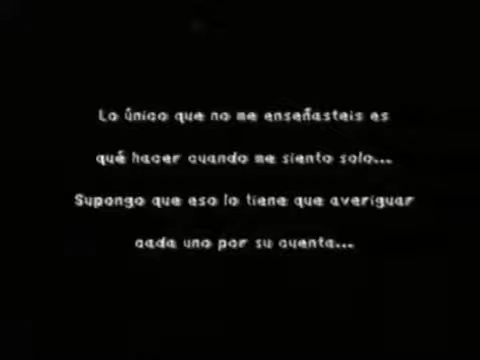 Lo único que no me enseñasteis es
qué hacer cuando me siento solo...
Supongo que eso lo tiene que averiguar
cada uno por su cuenta...